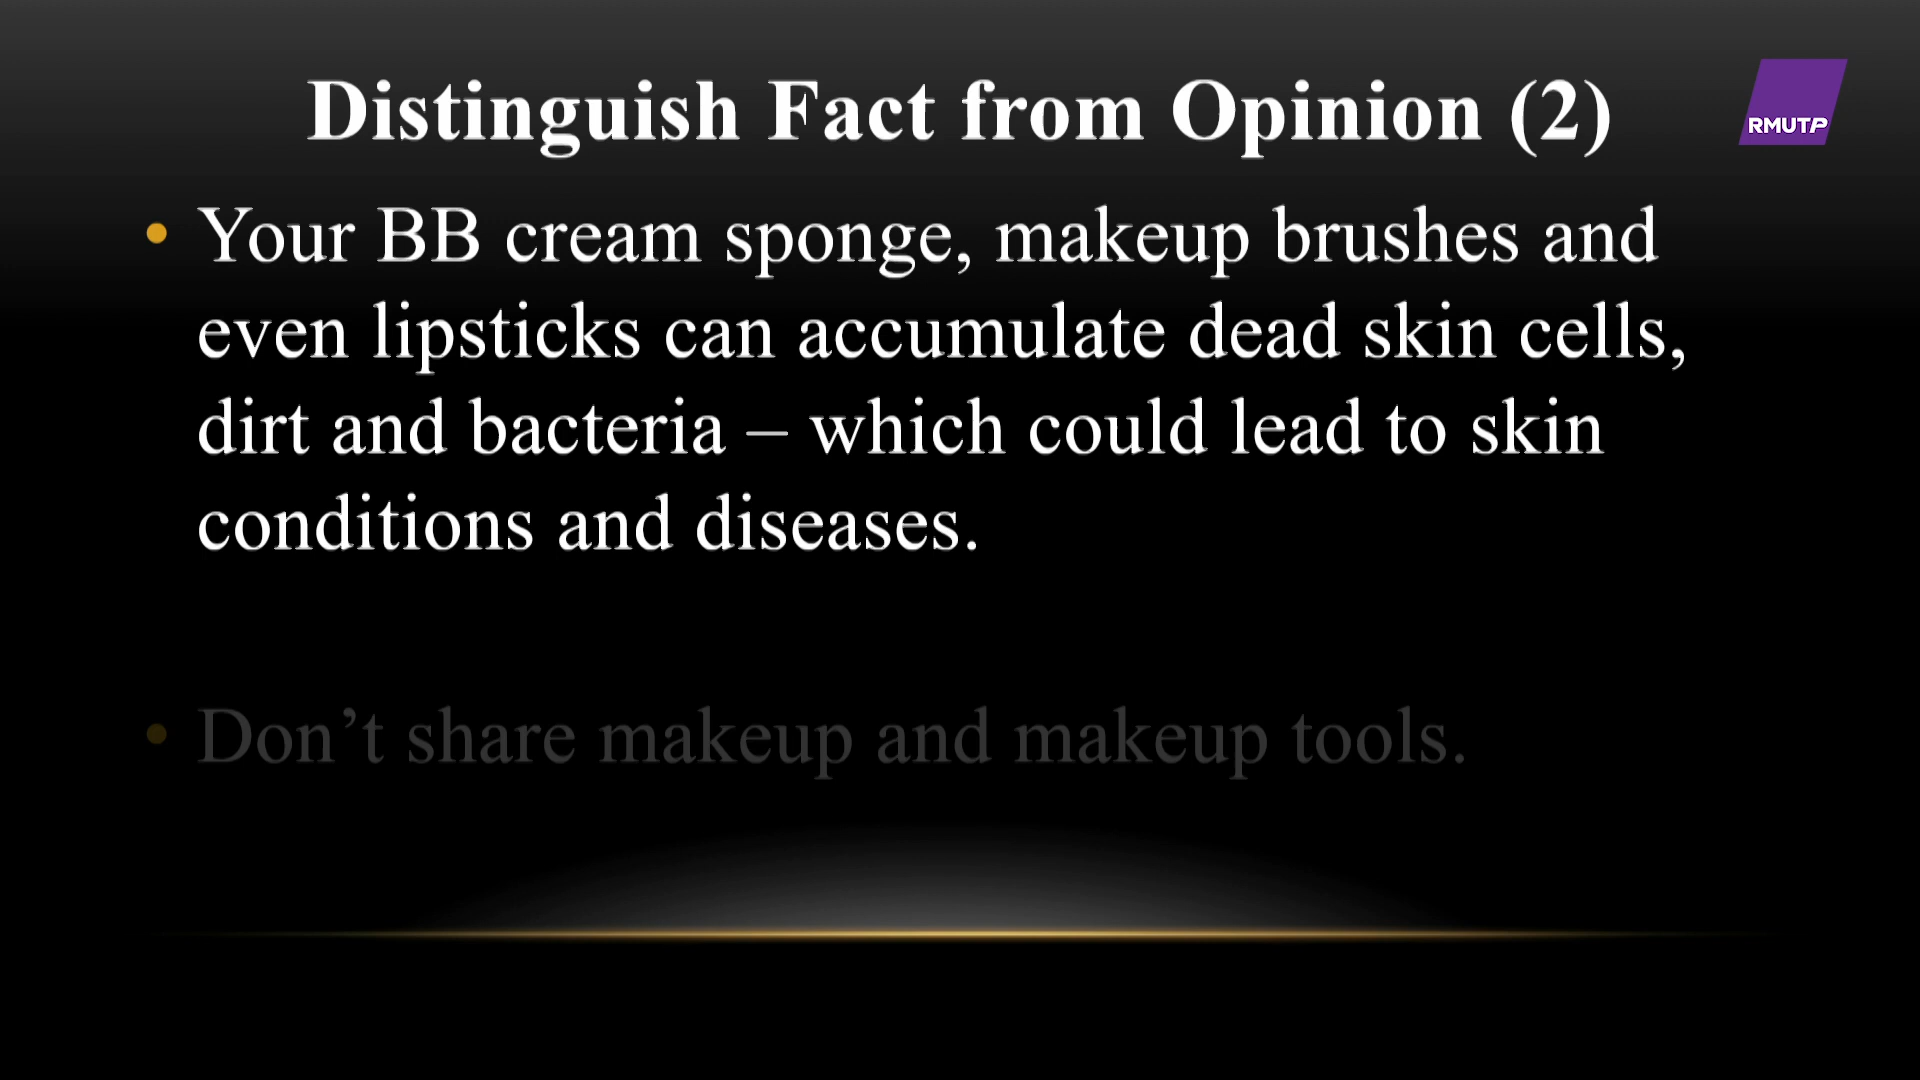 Distinguish Fact from Opinion (2)
RMUTP
• Your BB cream sponge, makeup brushes and
even lipsticks can accumulate dead skin cells,
dirt and bacteria – which could lead to skin
conditions and diseases.
• Don’t share makeup and makeup tools.